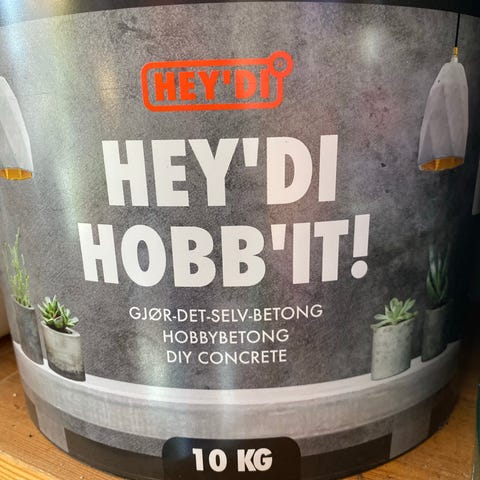 HEY'DI
HEY'DI
HOBB'IT!
GJØR-DET-SELV-BETONG
HOBBYBETONG
DIY CONCRETE
10 KG